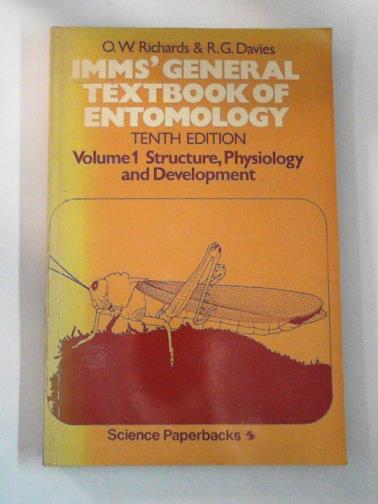 O.W. Richards & R.G. Davies
IMMS' GENERAL
TEXTBOOK OF
ENTOMOLOGY
TENTH EDITION
Volume 1 Structure, Physiology
and Development
Science Paperbacks